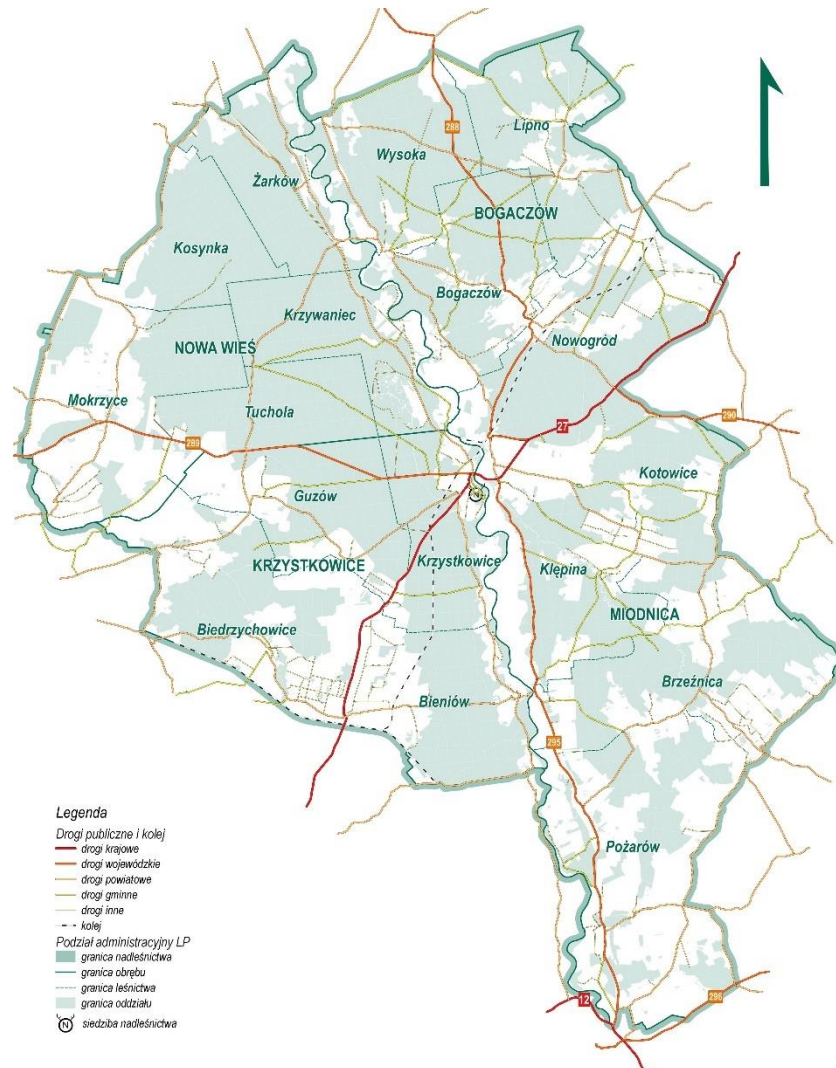 288
Lipno
Wysoka
Żarków
BOGACZÓW
Kosynka
Bogaczów
Krzywaniec
Nowogród
NOWA WIEŚ
Mokrzyce
Tuchola
290
27
289
Kotowice
Guzów
N
Krzystkowice
Klępina
KRZYSTKOWICE
MIODNICA
Biedrzychowice
Brzeźnica
Bieniów
295
Pożarów
12
296
Legenda
Drogi publiczne i kolej
drogi krajowe
drogi wojewódzkie
drogi powiatowe
drogi gminne
drogi inne
kolej
Podział administracyjny LP
granica nadleśnictwa
granica obrębu
granica leśnictwa
granica oddziału
N siedziba nadleśnictwa